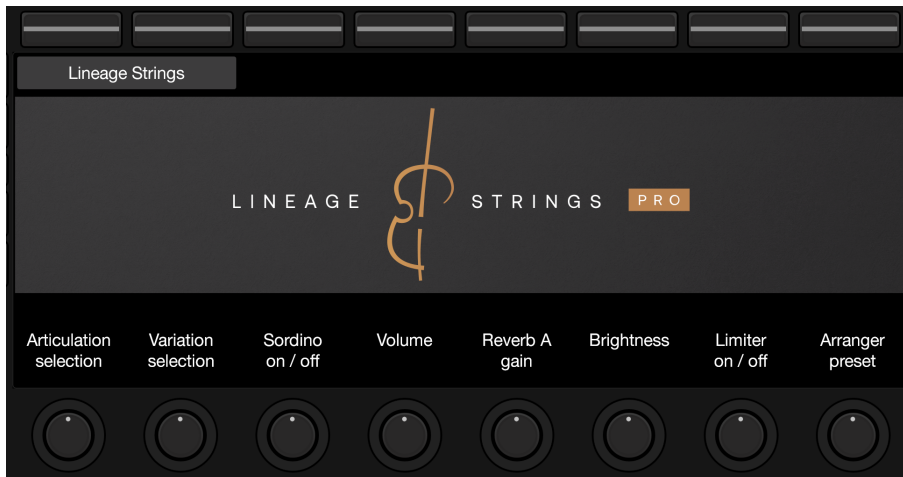 Lineage Strings
LINEAGE STRINGS PRO
Articulation selection
Variation selection
Sordino on / off
Volume
Reverb A gain
Brightness
Limiter on / off
Arranger preset